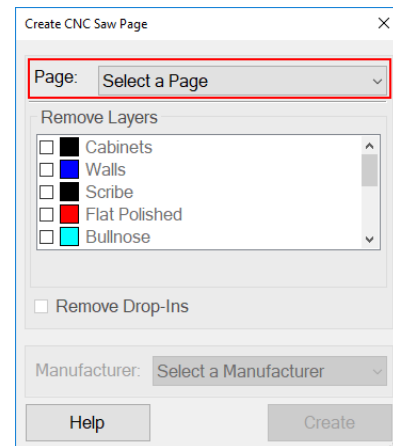 Create CNC Saw Page
Page: Select a Page
Remove Layers
Cabinets
Walls
Scribe
Flat Polished
Bullnose
Remove Drop-Ins
Manufacturer: Select a Manufacturer
Help Create